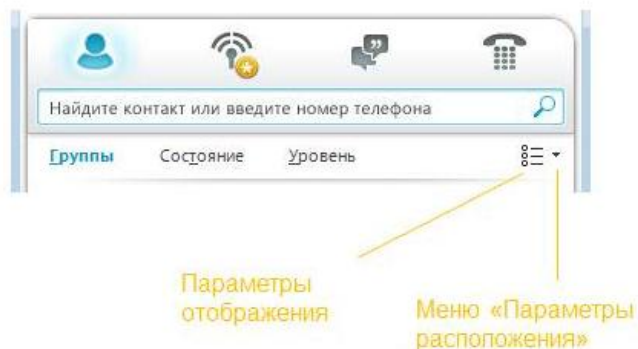 Найдите контакт или введите номер телефона
Группы Состояние Уровень
Параметры
отображения
Меню «Параметры
расположения»